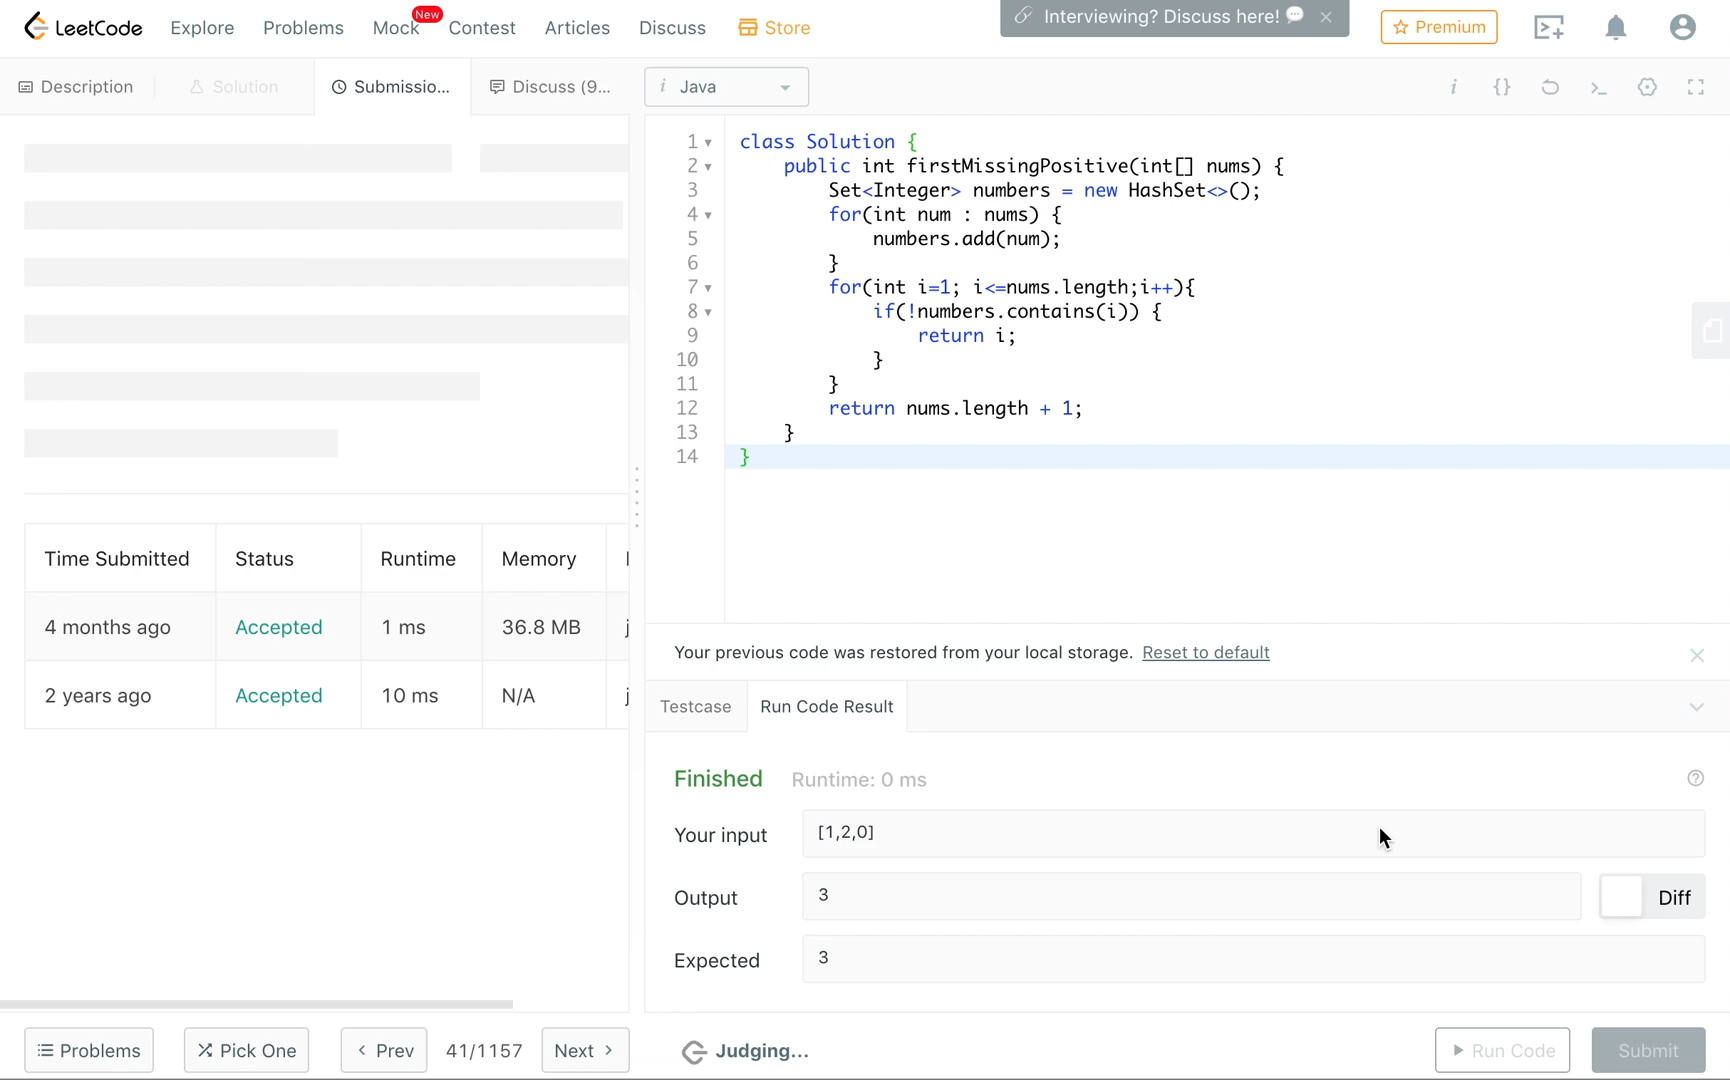 LeetCode Explore Problems Mock New Contest Articles Discuss Store
Interviewing? Discuss here!
Premium
Description Solution Submissio... Discuss (9...
i Java
1 class Solution {
2 public int firstMissingPositive(int[] nums) {
3 Set<Integer> numbers = new HashSet<>();
4 for(int num : nums) {
5 numbers.add(num);
6 }
7 for(int i=1; i<=nums.length;i++){
8 if(!numbers.contains(i)) {
9 return i;
10 }
11 }
12 return nums.length + 1;
13 }
14 }
Time Submitted Status Runtime Memory
4 months ago Accepted 1 ms 36.8 MB j
2 years ago Accepted 10 ms N/A j
Your previous code was restored from your local storage. Reset to default
Testcase Run Code Result
Finished Runtime: 0 ms
Your input [1,2,0]
Output 3 Diff
Expected 3
Problems Pick One Prev 41/1157 Next Judging... Run Code Submit